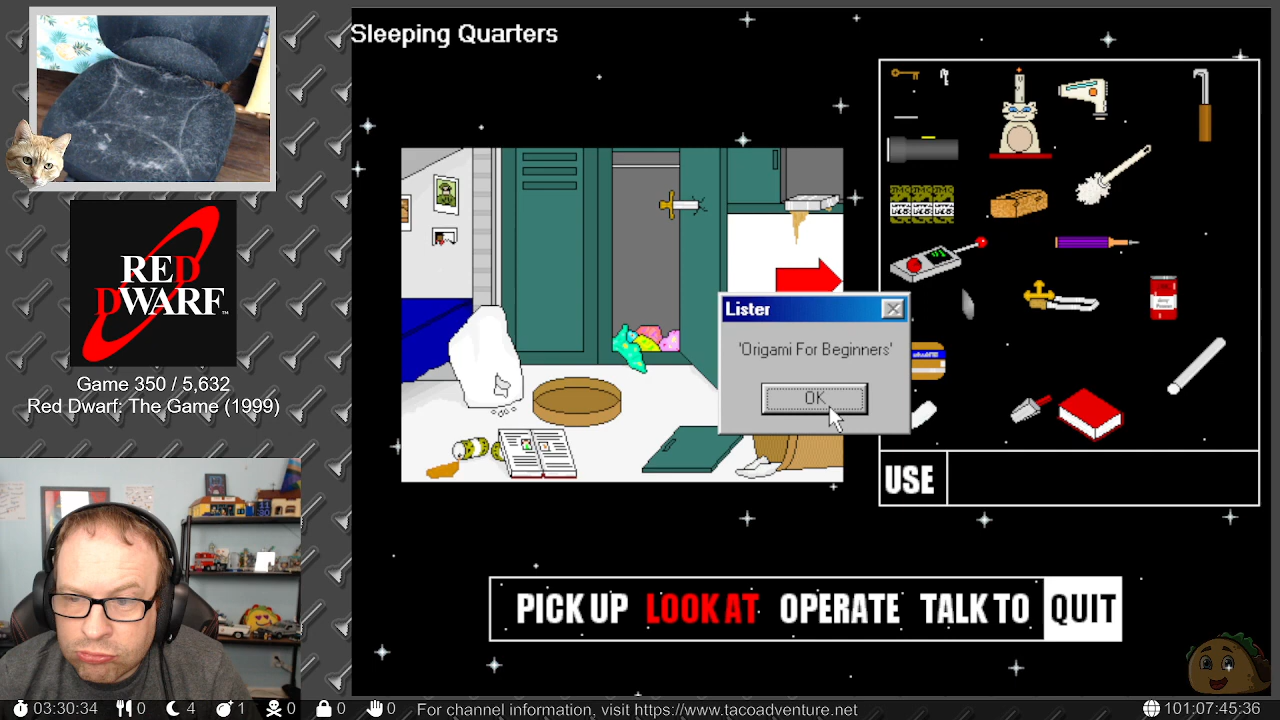 Sleeping Quarters
RED
DWARF
TM
Game 350 / 5,632
Red Dwarf: The Game (1999)
Lister
'Origami For Beginners'
OK
USE
PICK UP LOOK AT OPERATE TALK TO QUIT
03:30:34 0 4 1 0 0 0 For channel information, visit https://www.tacoadventure.net 101:07:45:36